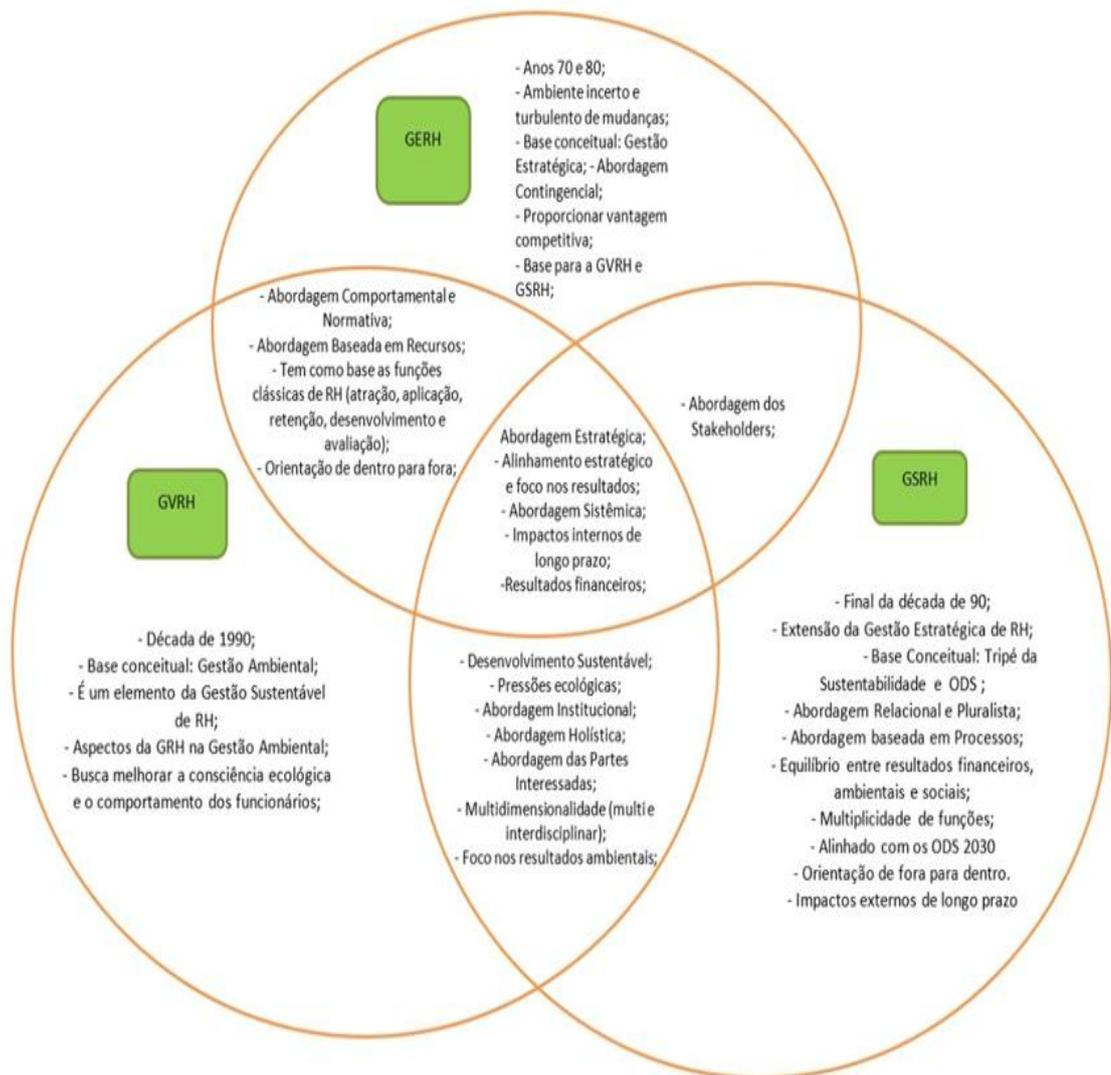 GERH
- Anos 70 e 80;
- Ambiente incerto e
turbulento de mudanças;
- Base conceitual: Gestão
Estratégica; - Abordagem
Contingencial;
- Proporcionar vantagem
competitiva;
- Base para a GVRH e
GSRH;
- Abordagem Comportamental e
Normativa;
- Abordagem Baseada em Recursos;
- Tem como base as funções
clássicas de RH (atração, aplicação,
retenção, desenvolvimento e
avaliação);
- Orientação de dentro para fora;
- Abordagem dos
Stakeholders;
Abordagem Estratégica;
- Alinhamento estratégico
e foco nos resultados;
- Abordagem Sistêmica;
- Impactos internos de
longo prazo;
-Resultados financeiros;
GVRH
- Década de 1990;
- Base conceitual: Gestão Ambiental;
- É um elemento da Gestão Sustentável
de RH;
- Aspectos da GRH na Gestão Ambiental;
- Busca melhorar a consciência ecológica
e o comportamento dos funcionários;
- Desenvolvimento Sustentável;
- Pressões ecológicas;
- Abordagem Institucional;
- Abordagem Holística;
- Abordagem das Partes
Interessadas;
- Multidimensionalidade (multi e
interdisciplinar);
- Foco nos resultados ambientais;
GSRH
- Final da década de 90;
- Extensão da Gestão Estratégica de RH;
- Base Conceitual: Tripé da
Sustentabilidade e ODS ;
- Abordagem Relacional e Pluralista;
- Abordagem baseada em Processos;
- Equilíbrio entre resultados financeiros,
ambientais e sociais;
- Multiplicidade de funções;
- Alinhado com os ODS 2030
- Orientação de fora para dentro.
- Impactos externos de longo prazo